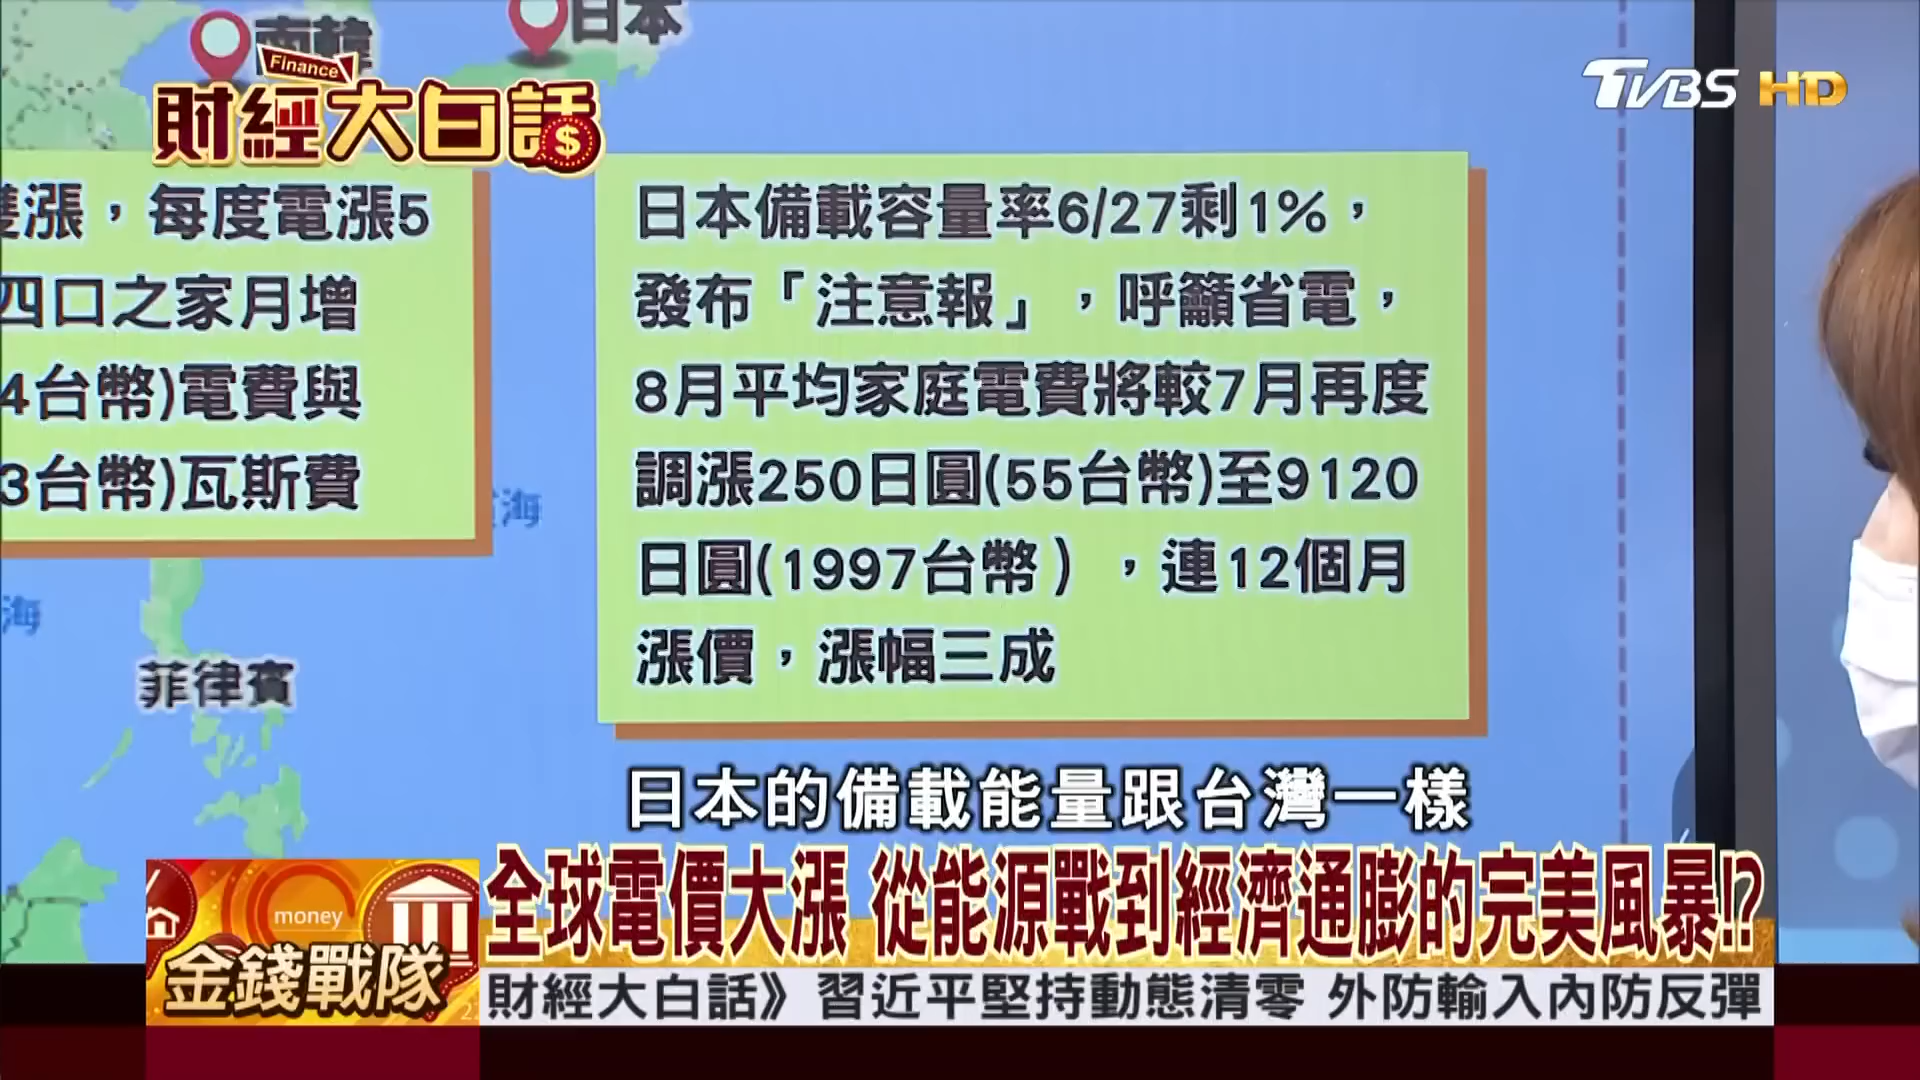 南韓
日本
Finance
財經大白話
TVBS HD
雙漲，每度電漲5
四口之家月增
4台幣)電費與
3台幣)瓦斯費
日本備載容量率6/27剩1%，
發布「注意報」，呼籲省電，
8月平均家庭電費將較7月再度
調漲250日圓(55台幣)至9120
日圓(1997台幣），連12個月
漲價，漲幅三成
海
海
菲律賓
日本的備載能量跟台灣一樣
money
金錢戰隊
全球電價大漲 從能源戰到經濟通膨的完美風暴!?
財經大白話》習近平堅持動態清零 外防輸入內防反彈